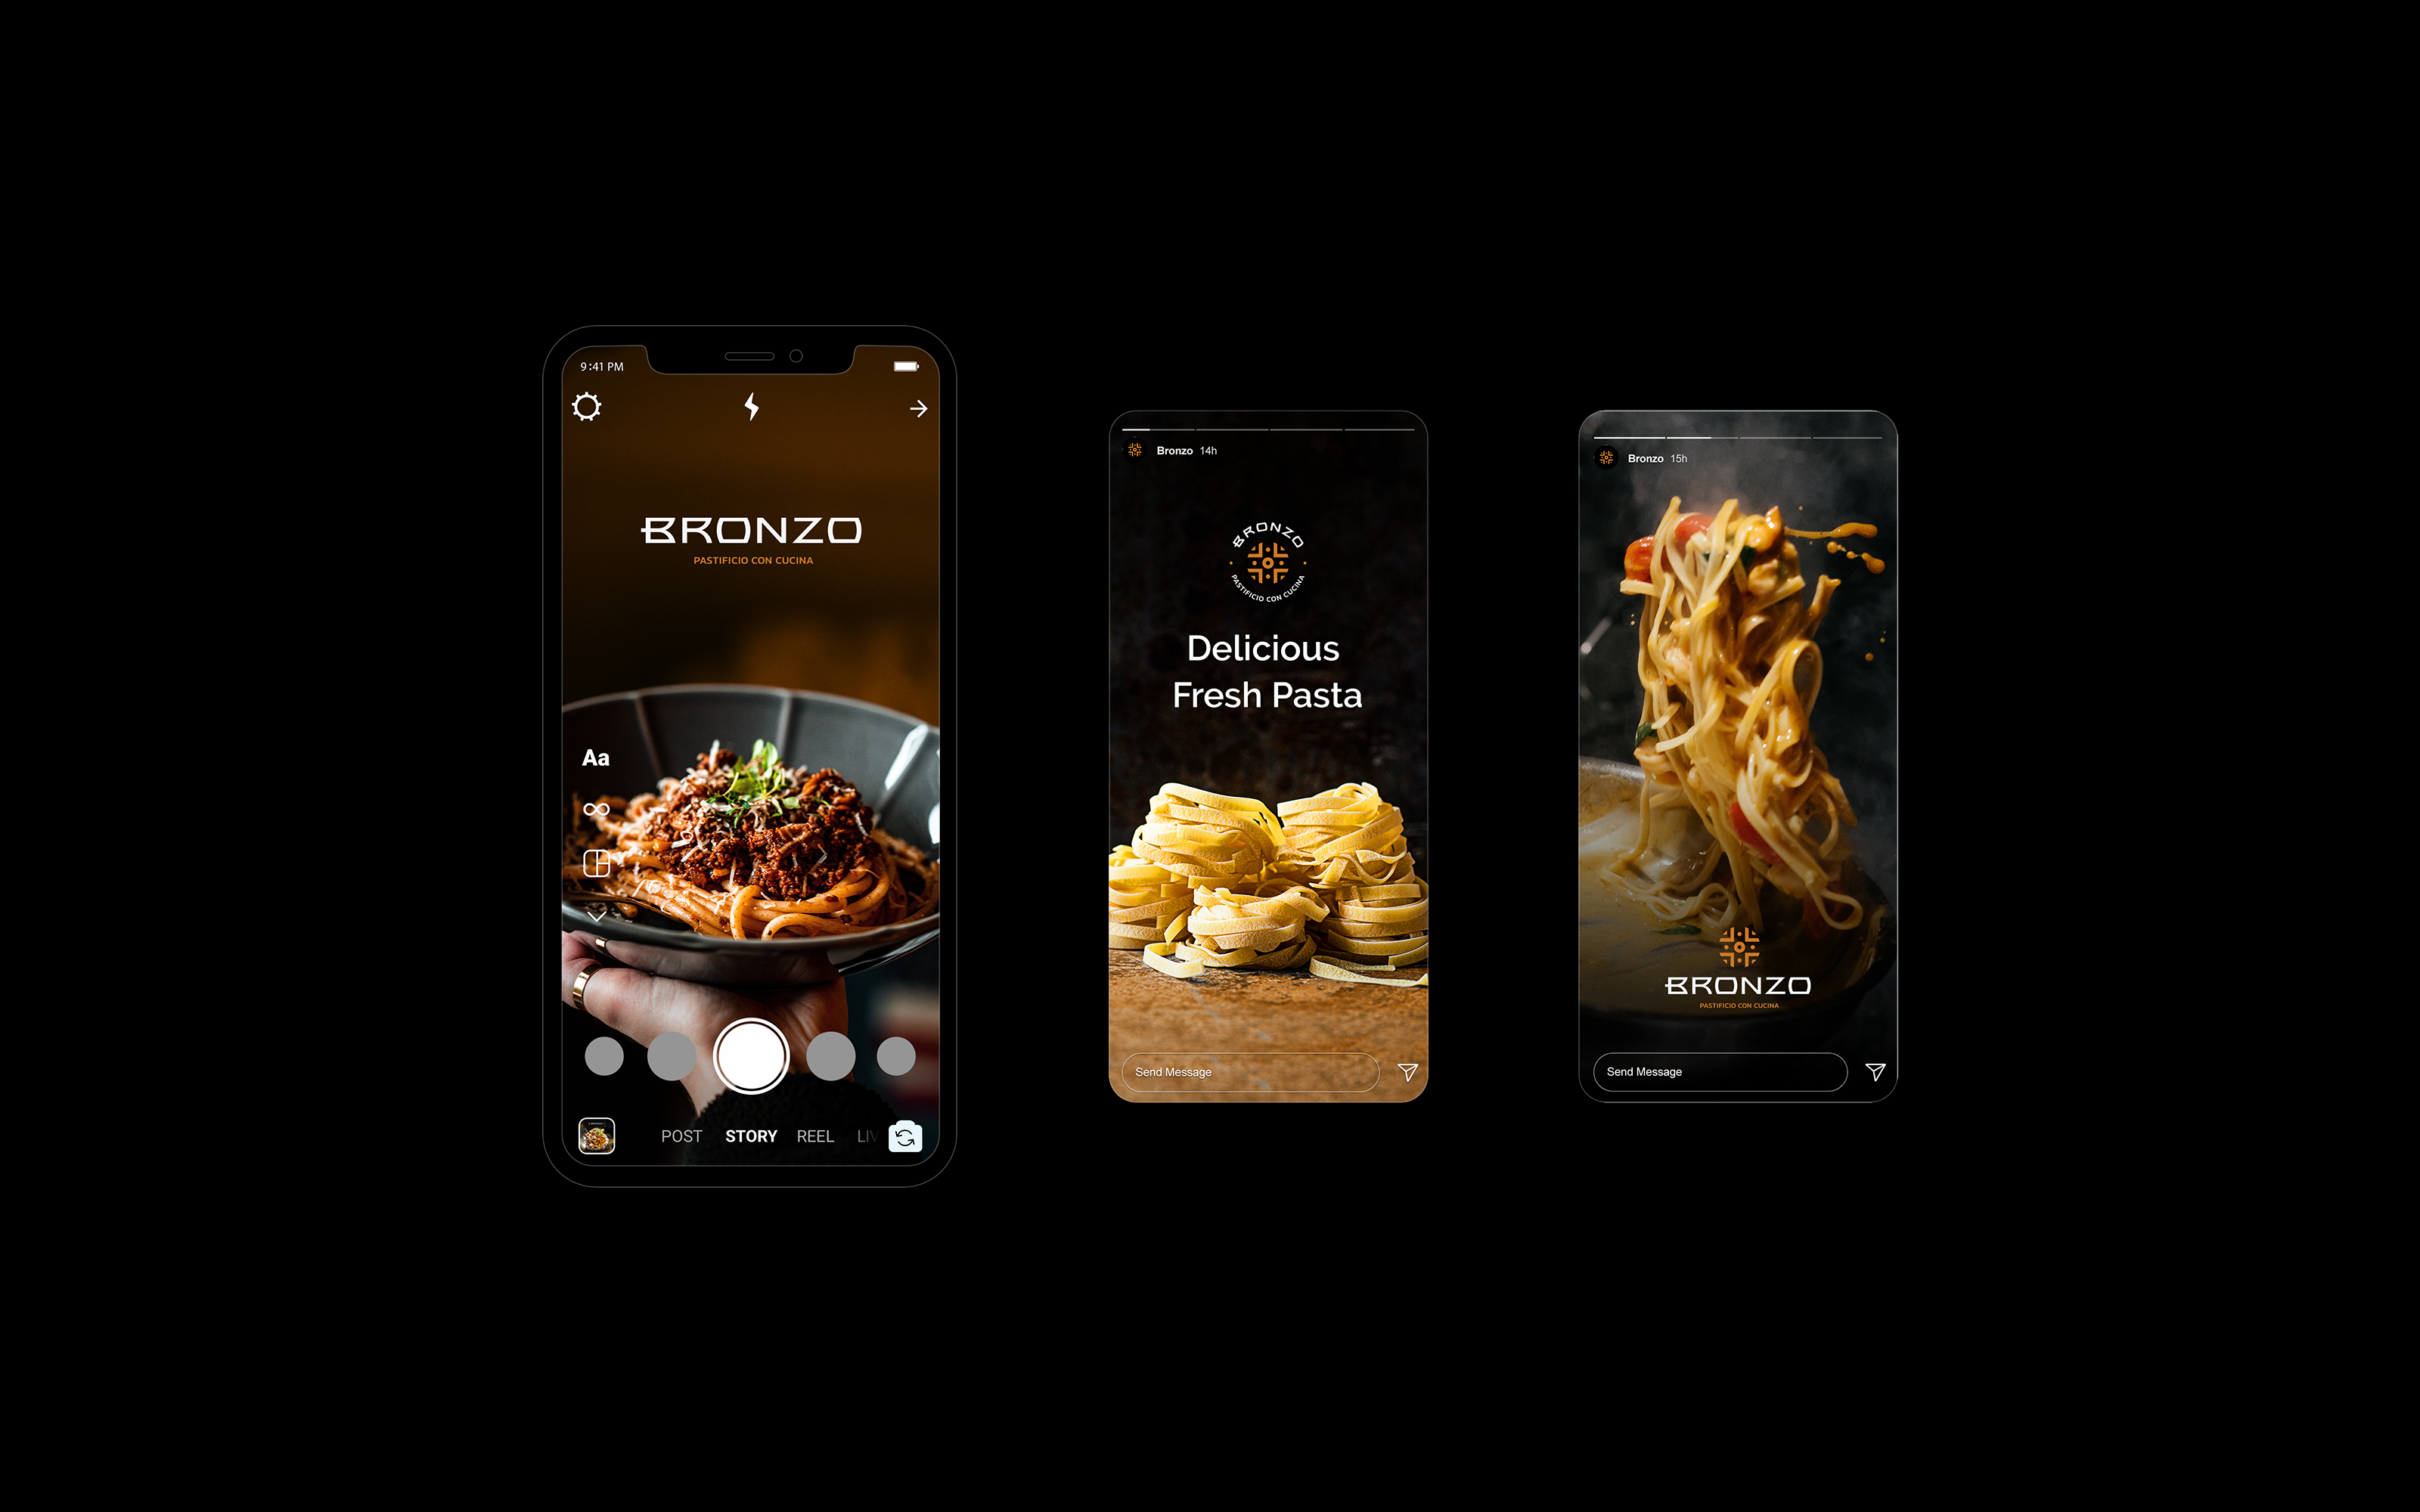 9:41 PM
BRONZO
PASTIFICIO CON CUCINA
Aa
POST STORY REEL LIV
Bronzo 14h
BRONZO
PASTIFICIO CON CUCINA
Delicious
Fresh Pasta
Send Message
Bronzo 15h
BRONZO
PASTIFICIO CON CUCINA
Send Message